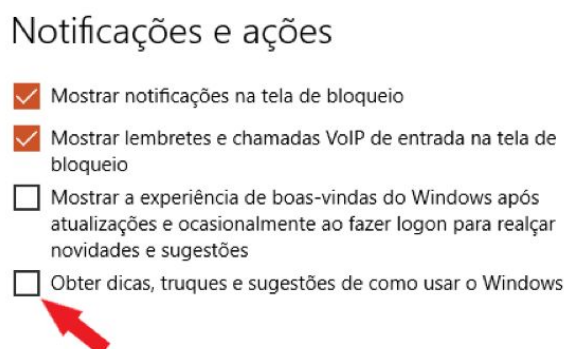 Notificações e ações
Mostrar notificações na tela de bloqueio
Mostrar lembretes e chamadas VoIP de entrada na tela de
bloqueio
Mostrar a experiência de boas-vindas do Windows após
atualizações e ocasionalmente ao fazer logon para realçar
novidades e sugestões
Obter dicas, truques e sugestões de como usar o Windows